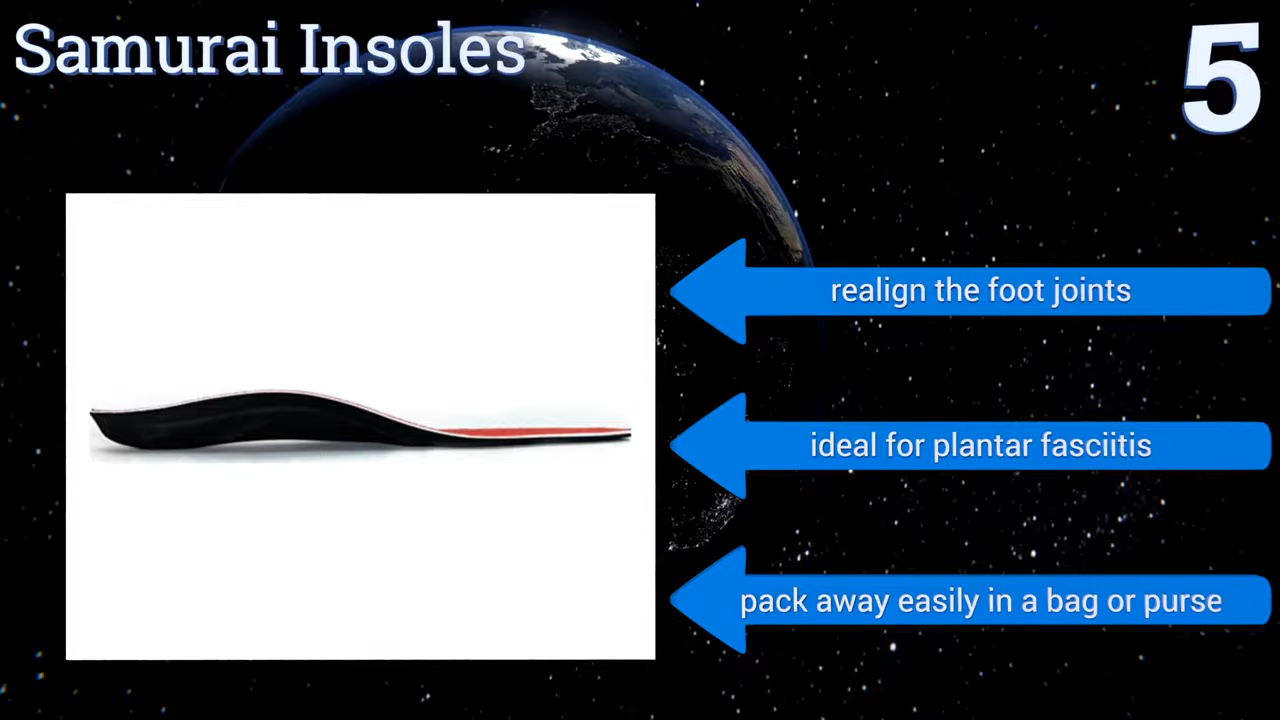 Samurai Insoles
5
realign the foot joints
ideal for plantar fasciitis
pack away easily in a bag or purse